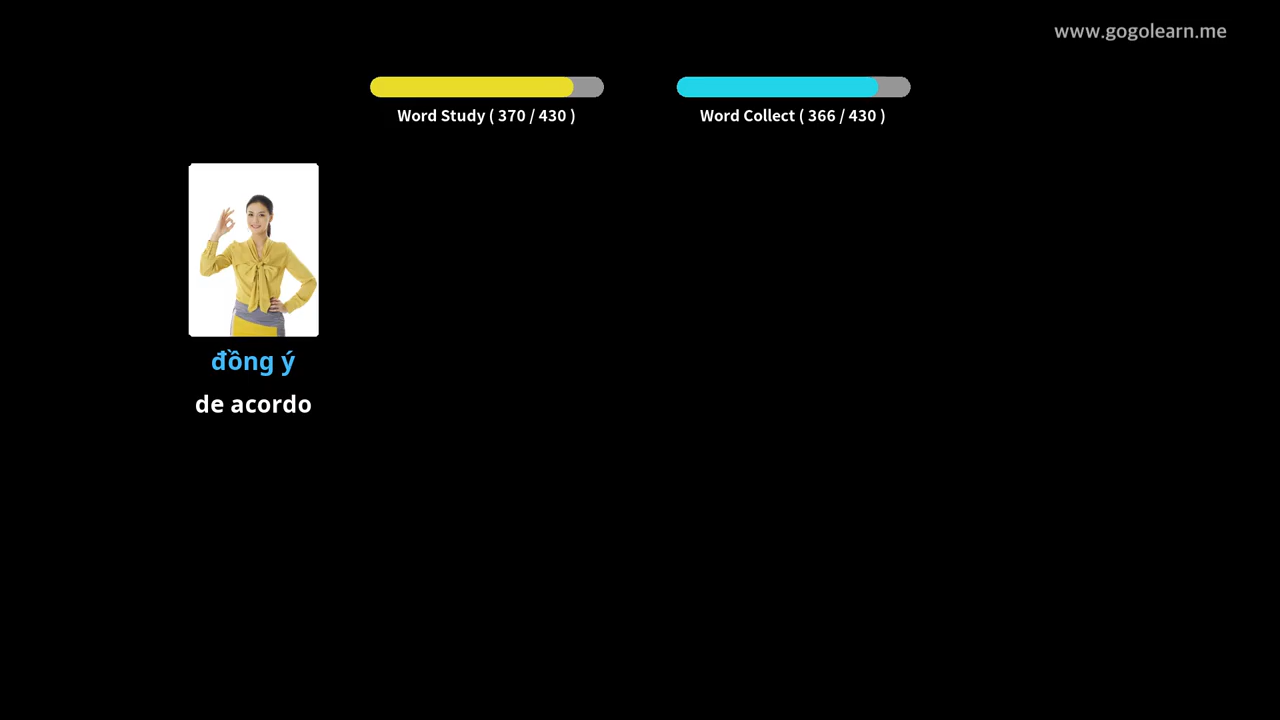 www.gogolearn.me
Word Study ( 370 / 430 )
Word Collect ( 366 / 430 )
đồng ý
de acordo